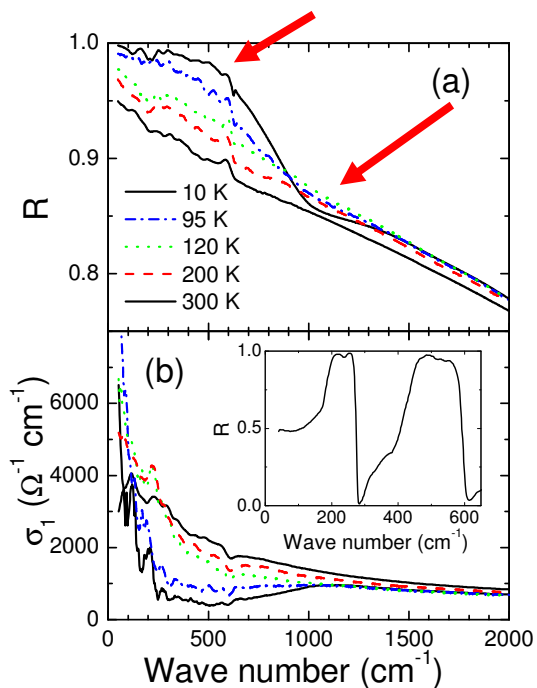 1.0
0.9
0.8
R
(a)
10 K
95 K
120 K
200 K
300 K
(b)
6000
4000
2000
0
σ₁ (Ω⁻¹ cm⁻¹)
1.0
0.5
0.0
R
0 200 400 600
Wave number (cm⁻¹)
0 500 1000 1500 2000
Wave number (cm⁻¹)